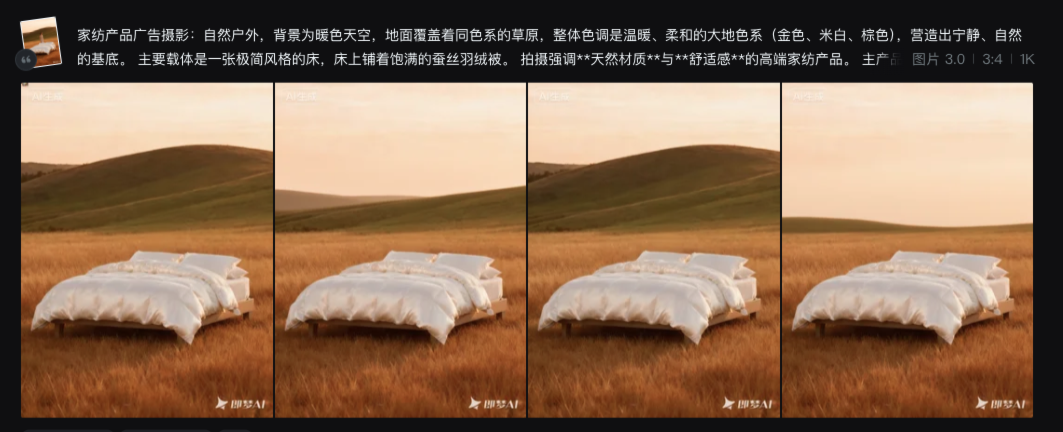 家纺产品广告摄影：自然户外，背景为暖色天空，地面覆盖着同色系的草原，整体色调是温暖、柔和的大地色系（金色、米白、棕色），营造出宁静、自然
的基底。 主要载体是一张极简风格的床，床上铺着饱满的蚕丝羽绒被。 拍摄强调**天然材质**与**舒适感**的高端家纺产品。 主产品 图片 3.0 | 3:4 | 1K
AI生成 AI生成 AI生成 AI生成
即梦AI 即梦AI 即梦AI 即梦AI